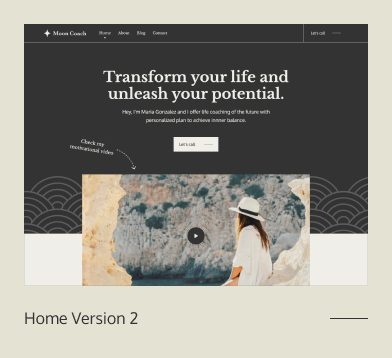 Moon Coach Home About Blog Contact Let's call
Transform your life and
unleash your potential.
Hey, I'm Maria Gonzalez and I offer life coaching of the future with
personalized plan to achieve innner balance.
Let's call
Check my
motivational video
Home Version 2